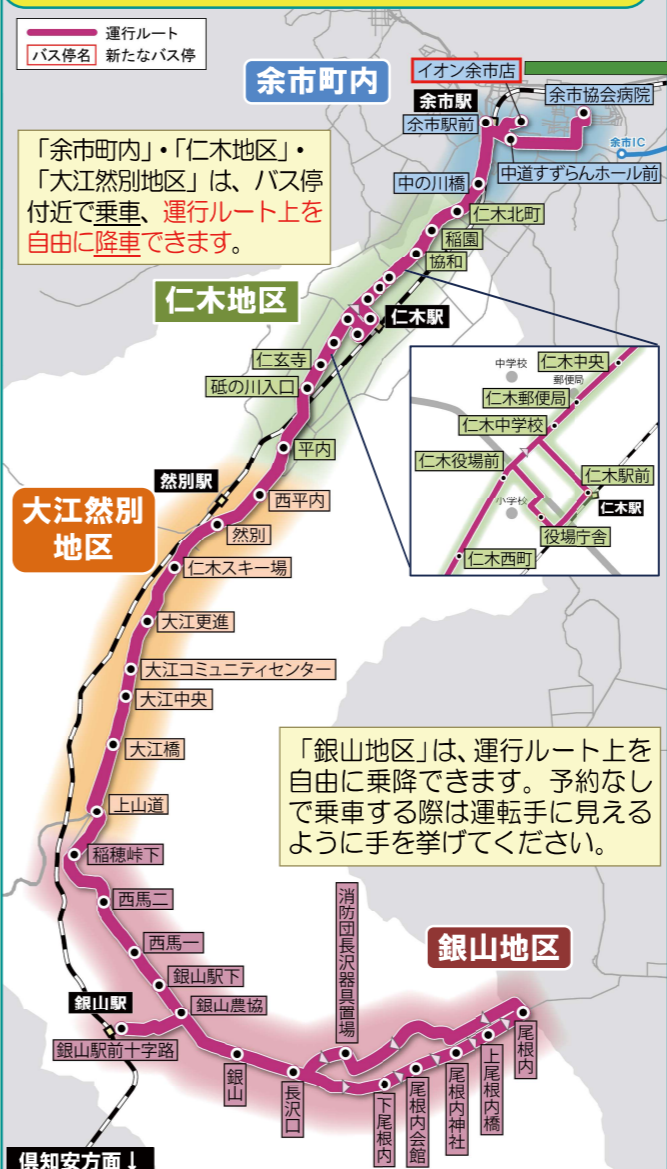 運行ルート
バス停名 新たなバス停
余市町内
イオン余市店
余市駅
余市協会病院
余市駅前
余市IC
中道すずらんホール前
「余市町内」・「仁木地区」・
「大江然別地区」は、バス停
付近で乗車、運行ルート上を
自由に降車できます。
中の川橋
仁木北町
稲園
協和
仁木地区
仁木駅
仁玄寺
砥の川入口
平内
中学校
仁木中央
郵便局
仁木郵便局
仁木中学校
仁木役場前
仁木駅前
小学校
仁木駅
役場庁舎
仁木西町
然別駅
西平内
大江然別
地区
然別
仁木スキー場
大江更進
大江コミュニティセンター
大江中央
大江橋
「銀山地区」は、運行ルート上を
自由に乗降できます。予約なし
で乗車する際は運転手に見える
ように手を挙げてください。
上山道
稲穂峠下
西馬二
西馬一
銀山駅下
銀山地区
消防団長沢器具置場
銀山駅
銀山農協
銀山駅前十字路
銀山
長沢口
下尾根内
尾根内会館
尾根内神社
上尾根内橋
尾根内
倶知安方面↓